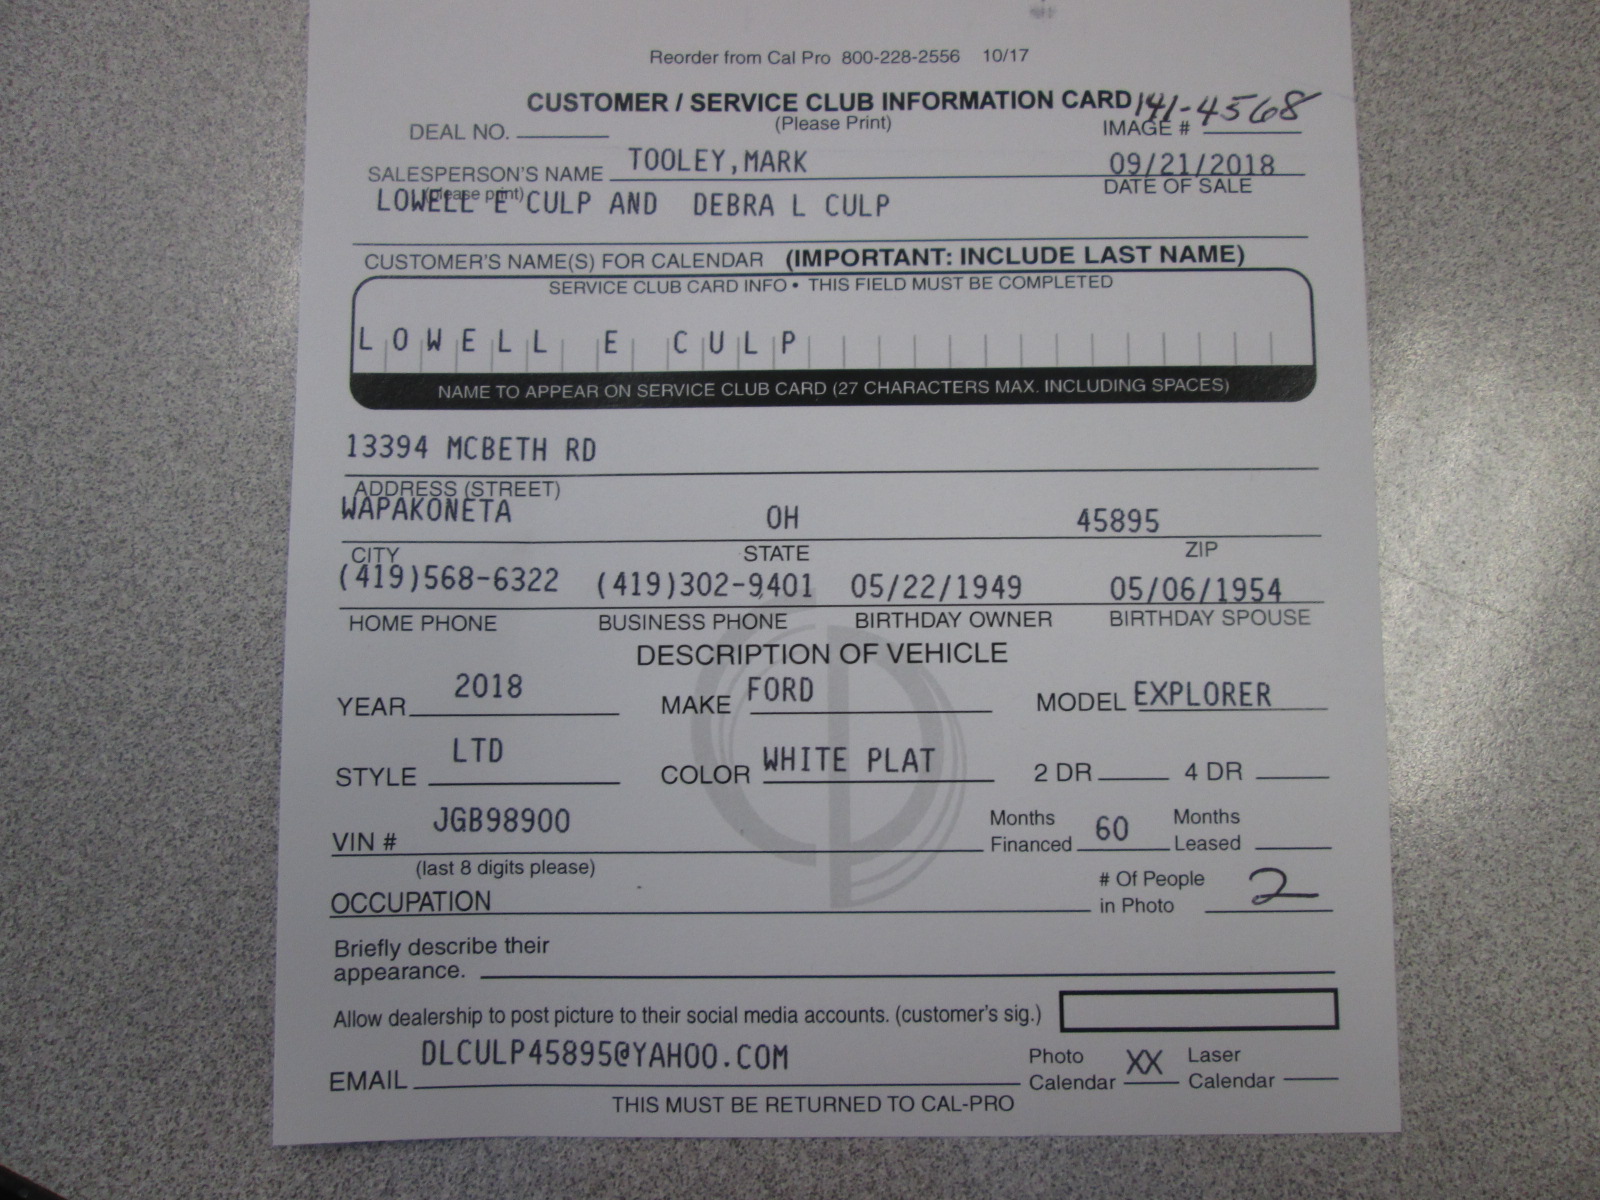 Reorder from Cal Pro 800-228-2556 10/17
CUSTOMER / SERVICE CLUB INFORMATION CARD 141-4568
(Please Print)
DEAL NO. IMAGE #
SALESPERSON'S NAME TOOLEY,MARK 09/21/2018
(please print) DATE OF SALE
LOWELL E CULP AND DEBRA L CULP
CUSTOMER'S NAME(S) FOR CALENDAR (IMPORTANT: INCLUDE LAST NAME)
SERVICE CLUB CARD INFO • THIS FIELD MUST BE COMPLETED
LOWELL E CULP
NAME TO APPEAR ON SERVICE CLUB CARD (27 CHARACTERS MAX. INCLUDING SPACES)
13394 MCBETH RD
ADDRESS (STREET)
WAPAKONETA OH 45895
CITY STATE ZIP
(419)568-6322 (419)302-9401 05/22/1949 05/06/1954
HOME PHONE BUSINESS PHONE BIRTHDAY OWNER BIRTHDAY SPOUSE
DESCRIPTION OF VEHICLE
YEAR 2018 MAKE FORD MODEL EXPLORER
STYLE LTD COLOR WHITE PLAT 2 DR 4 DR
VIN # JGB98900 Months Financed 60 Months Leased
(last 8 digits please)
OCCUPATION # Of People in Photo 2
Briefly describe their
appearance.
Allow dealership to post picture to their social media accounts. (customer's sig.)
EMAIL DLCULP45895@YAHOO.COM Photo Calendar XX Laser Calendar
THIS MUST BE RETURNED TO CAL-PRO